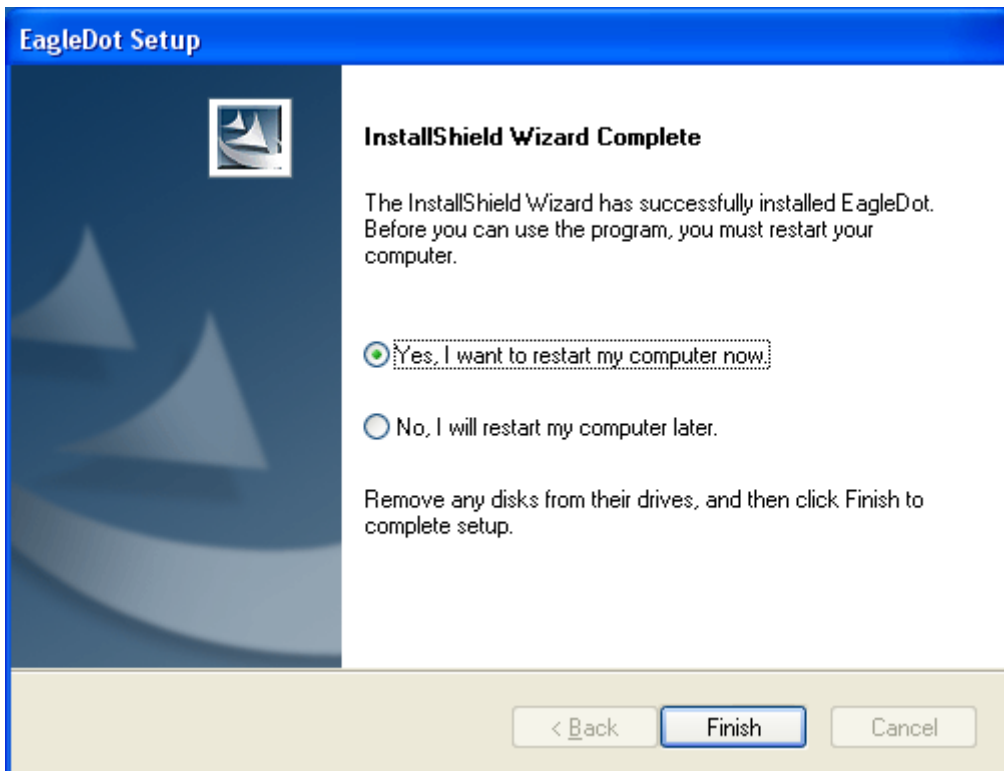 EagleDot Setup
InstallShield Wizard Complete
The InstallShield Wizard has successfully installed EagleDot.
Before you can use the program, you must restart your
computer.
Yes, I want to restart my computer now.
No, I will restart my computer later.
Remove any disks from their drives, and then click Finish to
complete setup.
< Back Finish Cancel